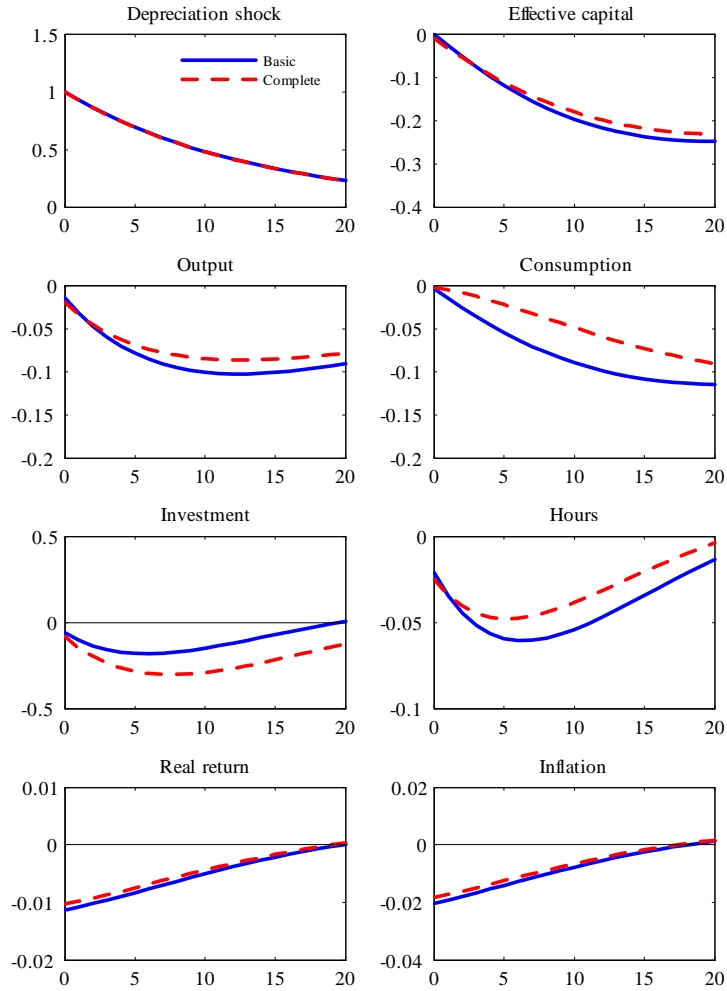 Depreciation shock
1.5
1
0.5
0
0 5 10 15 20
Basic
Complete
Effective capital
0
-0.1
-0.2
-0.3
-0.4
0 5 10 15 20
Output
0
-0.05
-0.1
-0.15
-0.2
0 5 10 15 20
Consumption
0
-0.05
-0.1
-0.15
-0.2
0 5 10 15 20
Investment
0.5
0
-0.5
0 5 10 15 20
Hours
0
-0.05
-0.1
0 5 10 15 20
Real return
0.01
0
-0.01
-0.02
0 5 10 15 20
Inflation
0.02
0
-0.02
-0.04
0 5 10 15 20